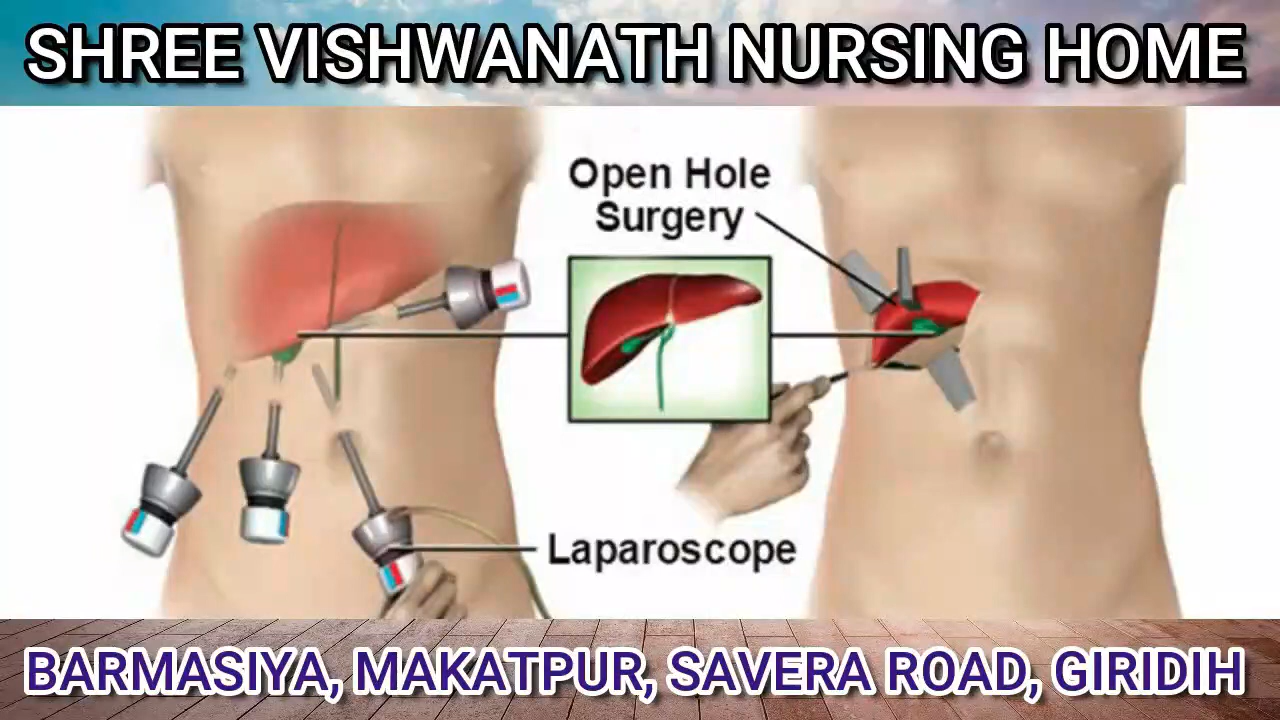 SHREE VISHWANATH NURSING HOME
Open Hole
Surgery
Laparoscope
BARMASIYA, MAKATPUR, SAVERA ROAD, GIRIDIH